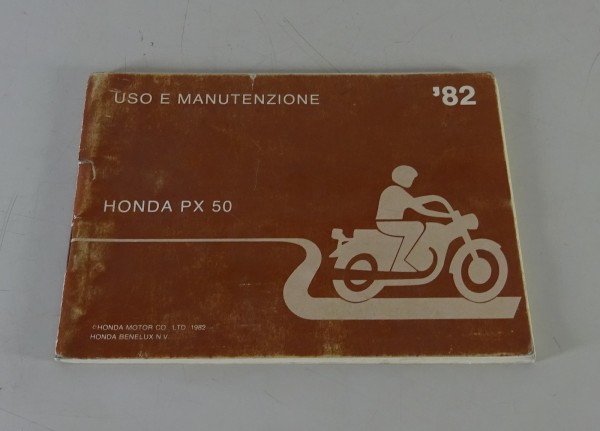 USO E MANUTENZIONE
'82
HONDA PX 50
©HONDA MOTOR CO., LTD. 1982
HONDA BENELUX N.V.